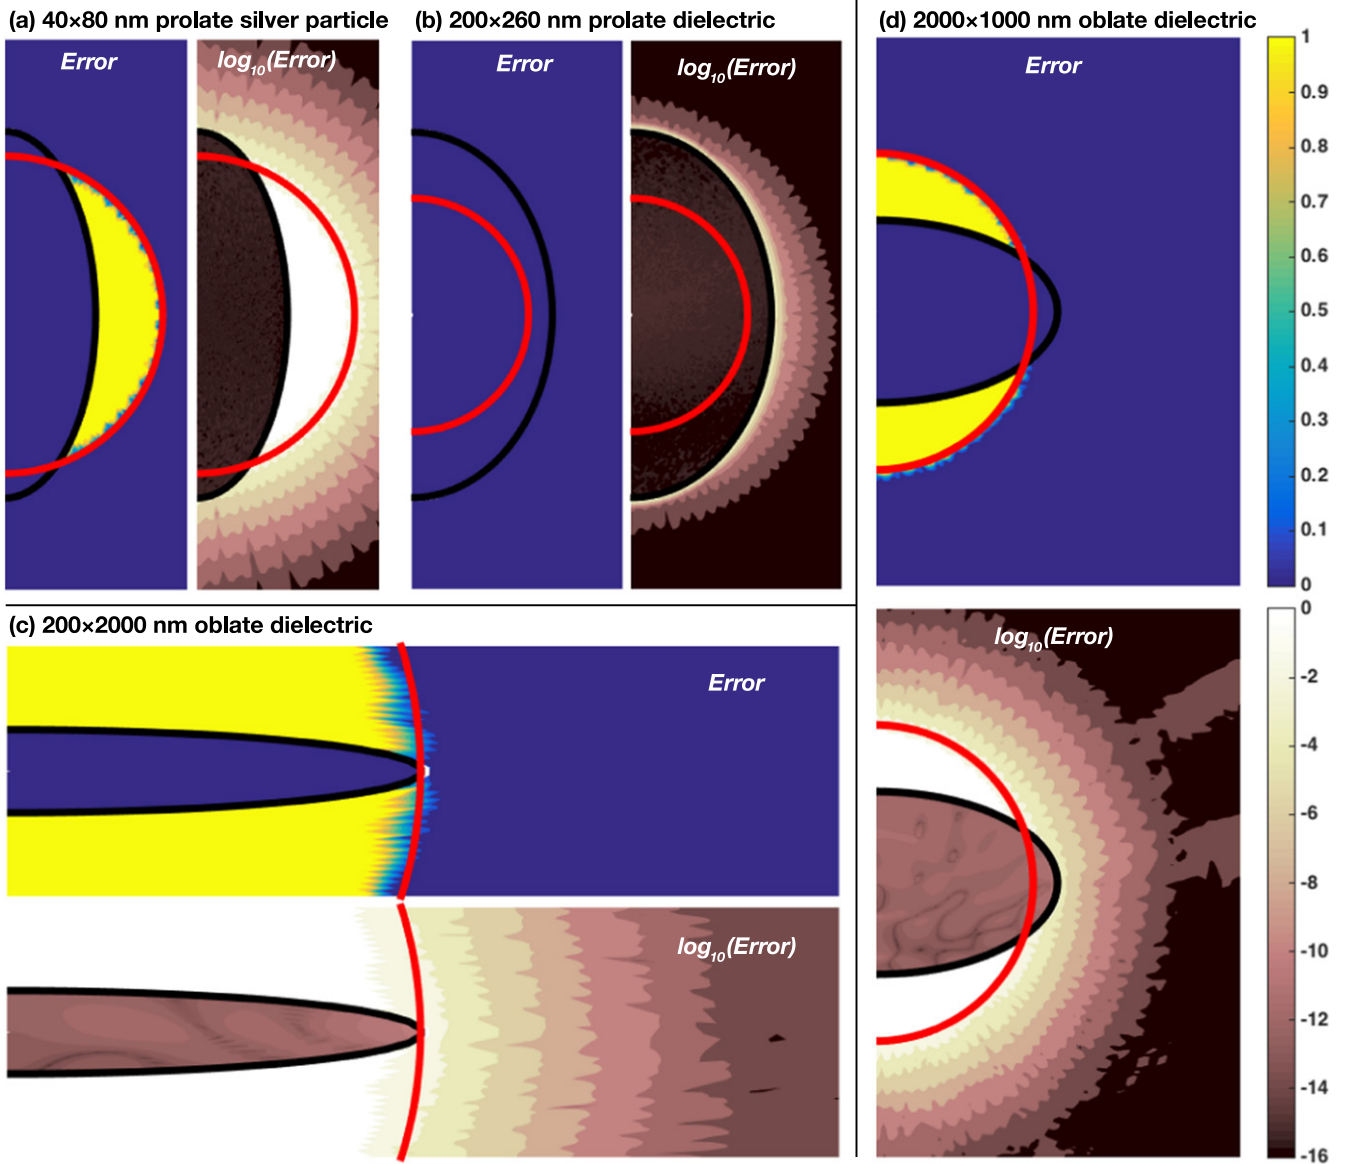 (a) 40×80 nm prolate silver particle
Error
log10(Error)
(b) 200×260 nm prolate dielectric
Error
log10(Error)
(c) 200×2000 nm oblate dielectric
Error
log10(Error)
(d) 2000×1000 nm oblate dielectric
Error
log10(Error)
1
0.9
0.8
0.7
0.6
0.5
0.4
0.3
0.2
0.1
0
0
-2
-4
-6
-8
-10
-12
-14
-16